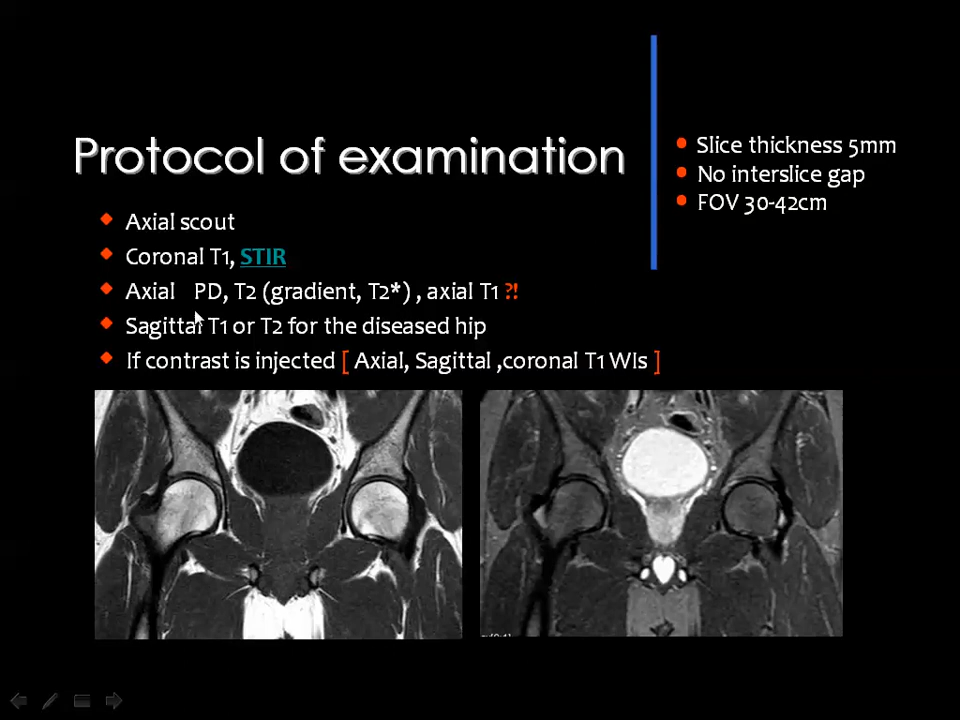 Protocol of examination
Slice thickness 5mm
No interslice gap
FOV 30-42cm
Axial scout
Coronal T1, STIR
Axial PD, T2 (gradient, T2*) , axial T1 ?!
Sagittal T1 or T2 for the diseased hip
If contrast is injected [ Axial, Sagittal ,coronal T1 WIs ]